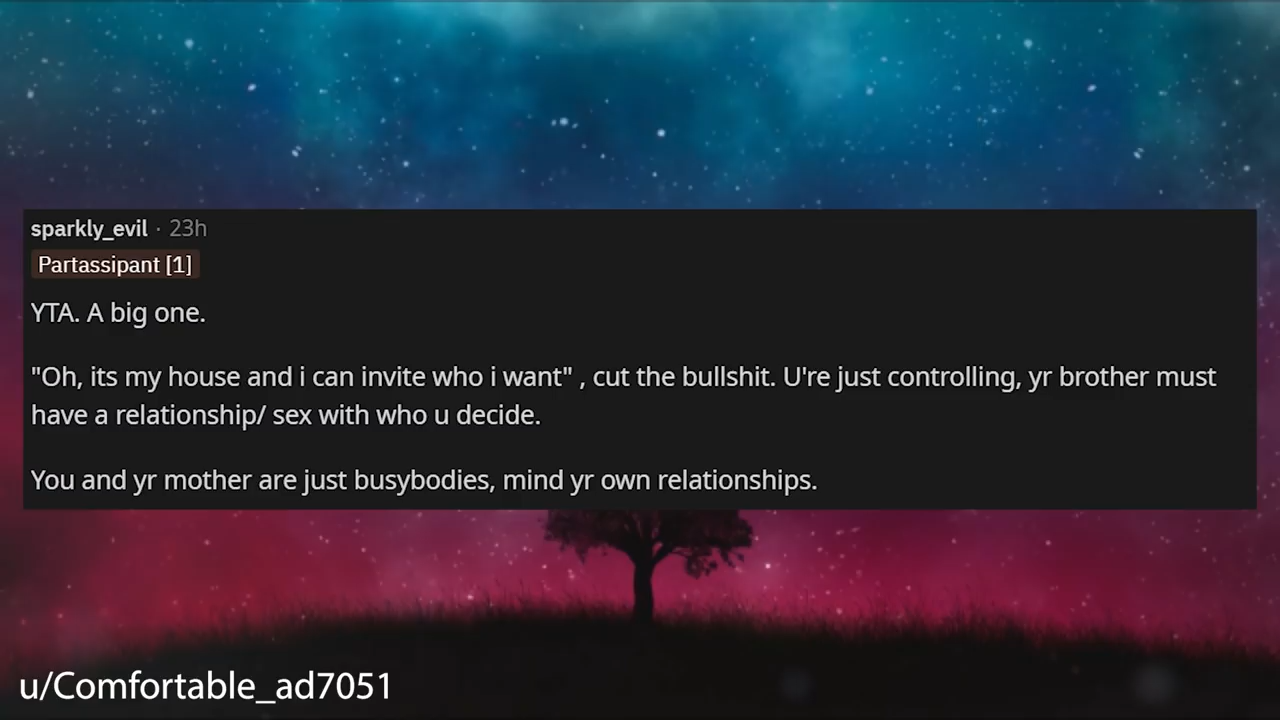 sparkly_evil · 23h
Partassipant [1]
YTA. A big one.
"Oh, its my house and i can invite who i want" , cut the bullshit. U're just controlling, yr brother must
have a relationship/ sex with who u decide.
You and yr mother are just busybodies, mind yr own relationships.
u/Comfortable_ad7051